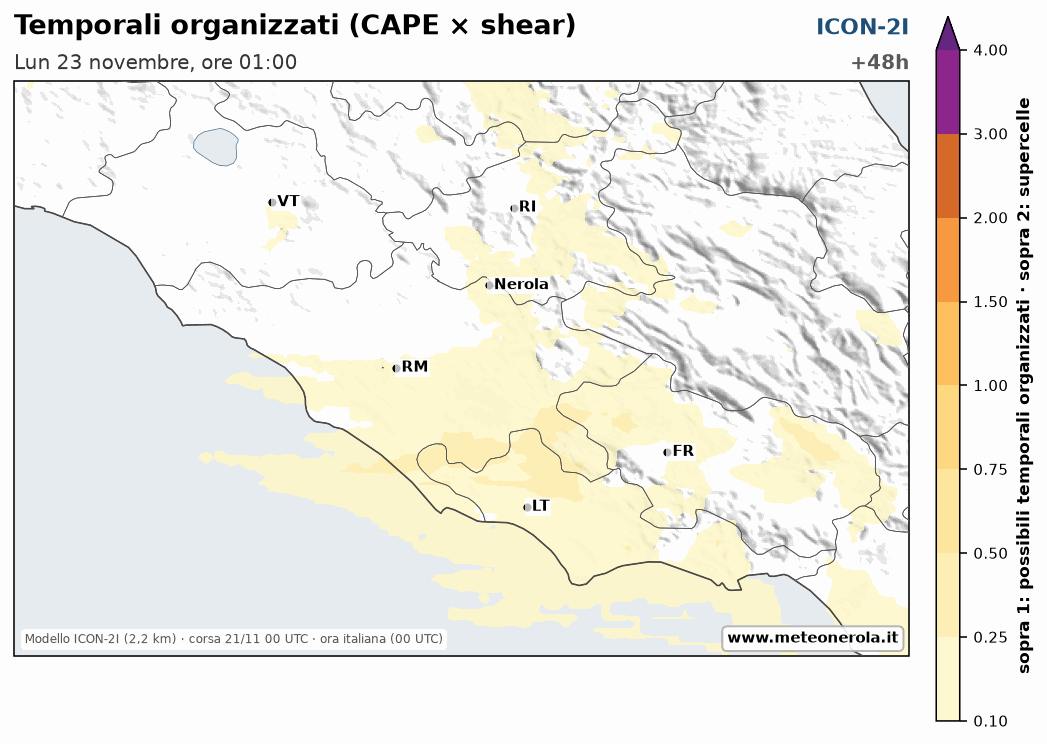 Temporali organizzati (CAPE × shear)
ICON-2I
Lun 23 novembre, ore 01:00
+48h
VT
RI
Nerola
RM
FR
LT
Modello ICON-2I (2,2 km) · corsa 21/11 00 UTC · ora italiana (00 UTC)
www.meteonerola.it
4.00
3.00
2.00
1.50
1.00
0.75
0.50
0.25
0.10
sopra 1: possibili temporali organizzati · sopra 2: supercelle